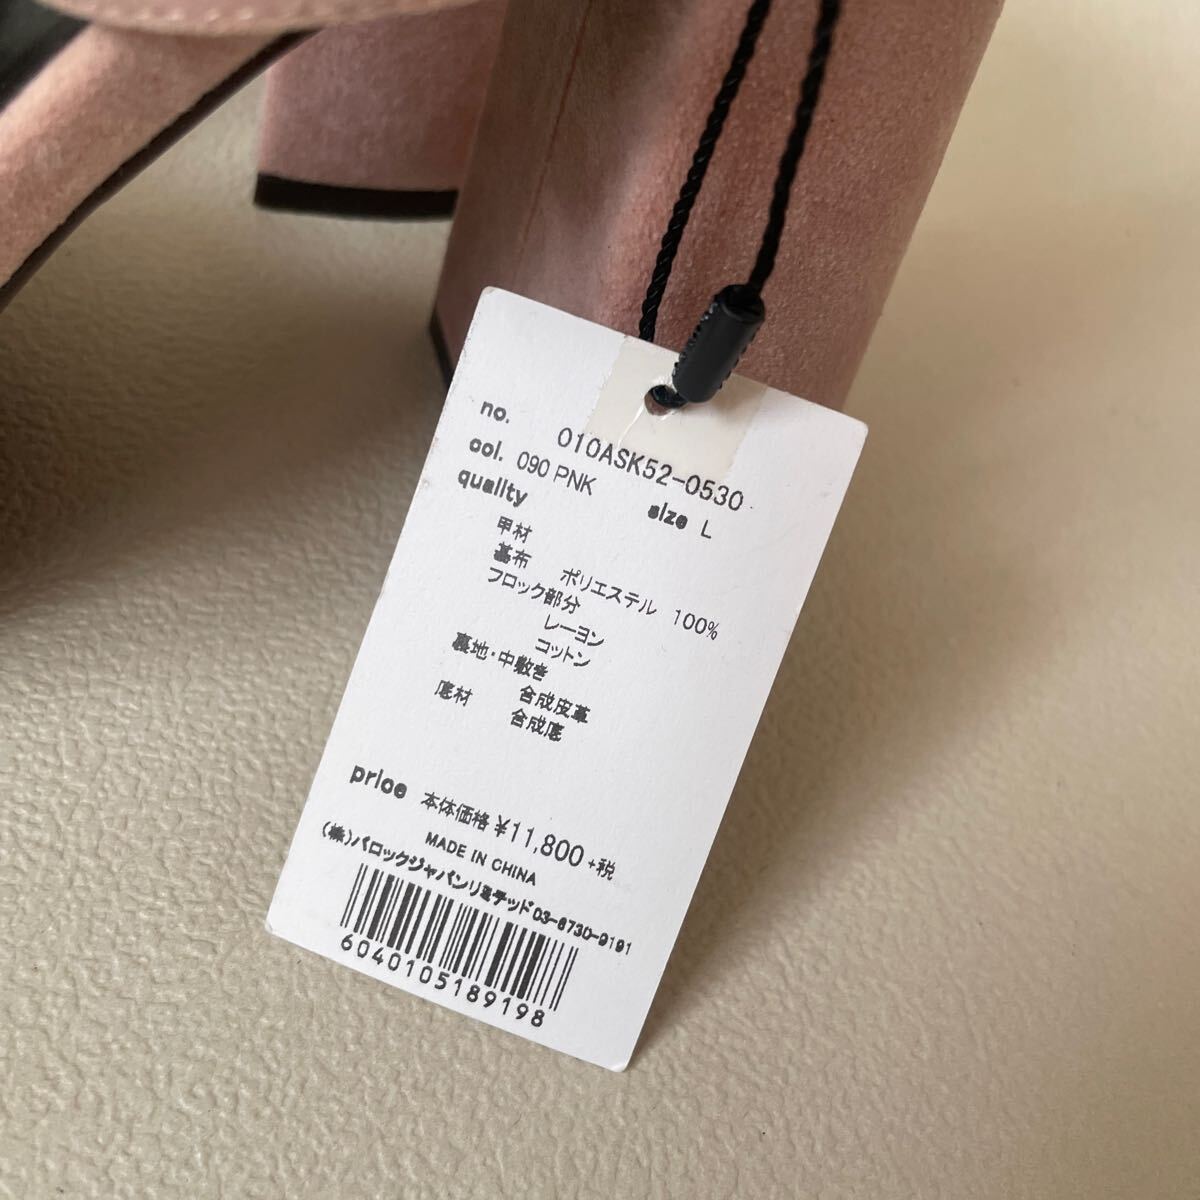 no. 010ASK52-0530
col. 090 PNK size L
quality
甲材
基布 ポリエステル 100%
フロック部分
レーヨン
コットン
裏地・中敷き
合成皮革
底材 合成底
price 本体価格 ¥11,800 +税
MADE IN CHINA
(株)バロックジャパンリミテッド03-6730-9191
6040105189198